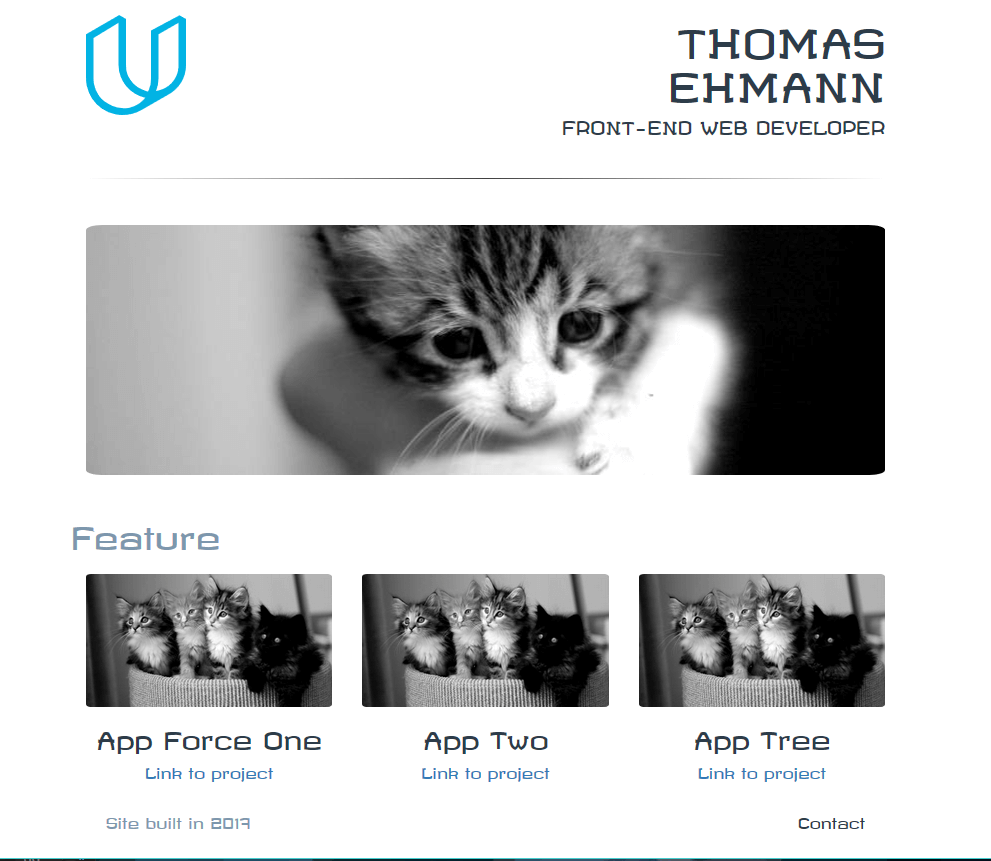 THOMAS
EHMANN
FRONT-END WEB DEVELOPER
Feature
App Force One
App Two
App Tree
Link to project
Link to project
Link to project
Site built in 2017
Contact